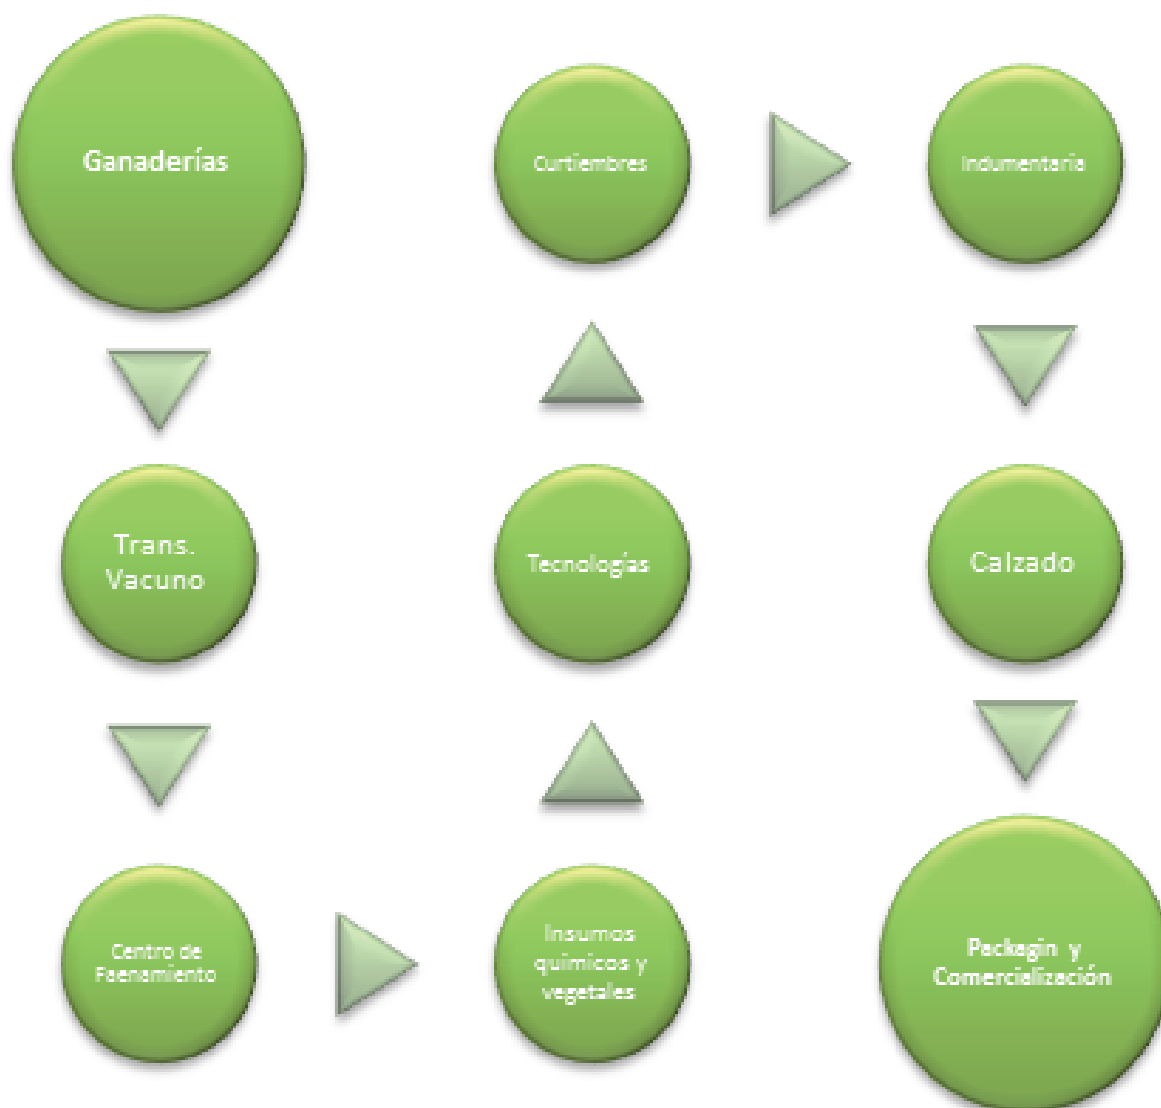 Ganaderías
Trans.
Vacuno
Centro de
Faenamiento
Insumos
químicos y
vegetales
Tecnologías
Curtiembres
Indumentaria
Calzado
Packagin y
Comercialización